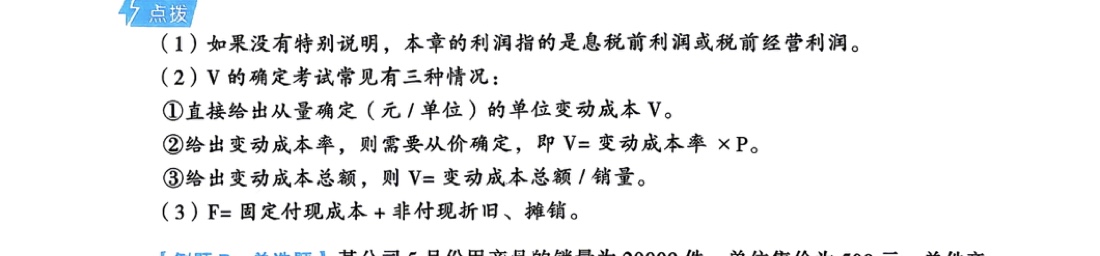 点拨
（1）如果没有特别说明，本章的利润指的是息税前利润或税前经营利润。
（2）V 的确定考试常见有三种情况：
①直接给出从量确定（元 / 单位）的单位变动成本 V。
②给出变动成本率，则需要从价确定，即 V= 变动成本率 ×P。
③给出变动成本总额，则 V= 变动成本总额 / 销量。
（3）F= 固定付现成本 + 非付现折旧、摊销。